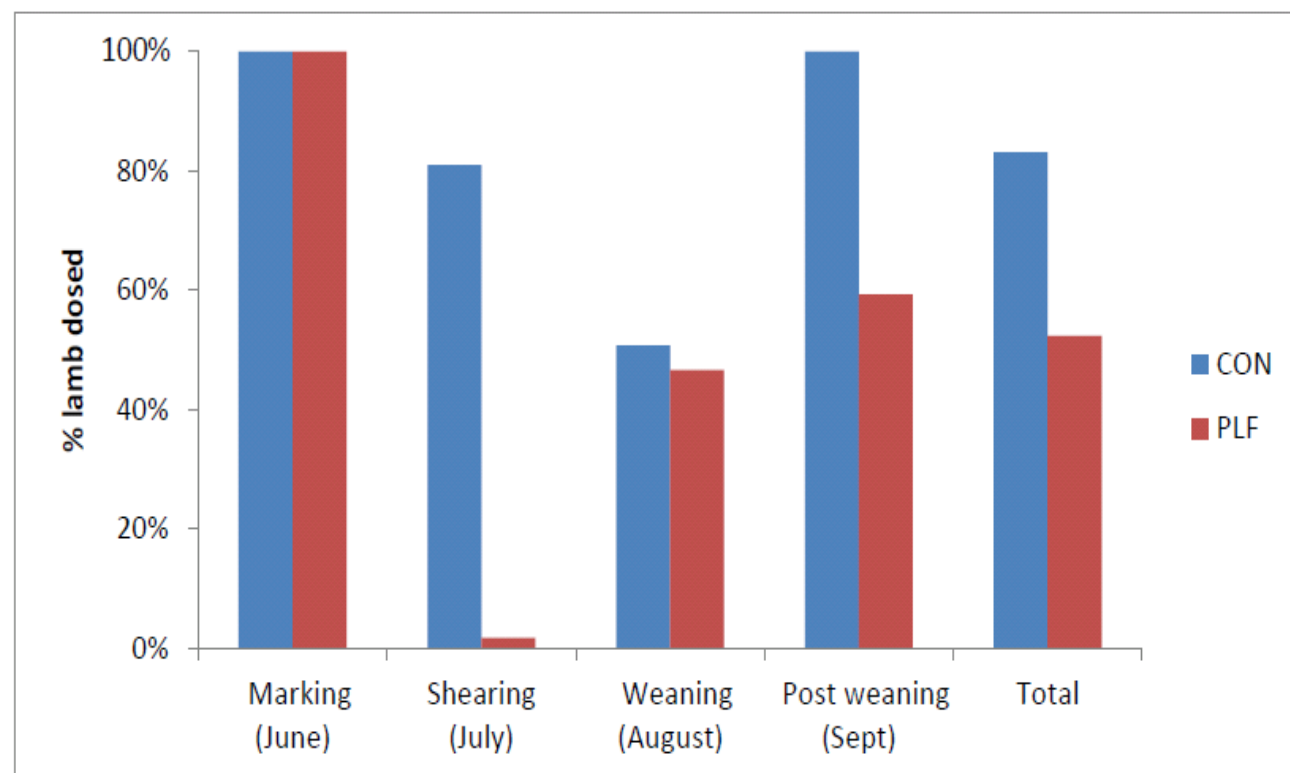 100%
80%
60%
40%
20%
0%
% lamb dosed
Marking
(June)
Shearing
(July)
Weaning
(August)
Post weaning
(Sept)
Total
CON
PLF